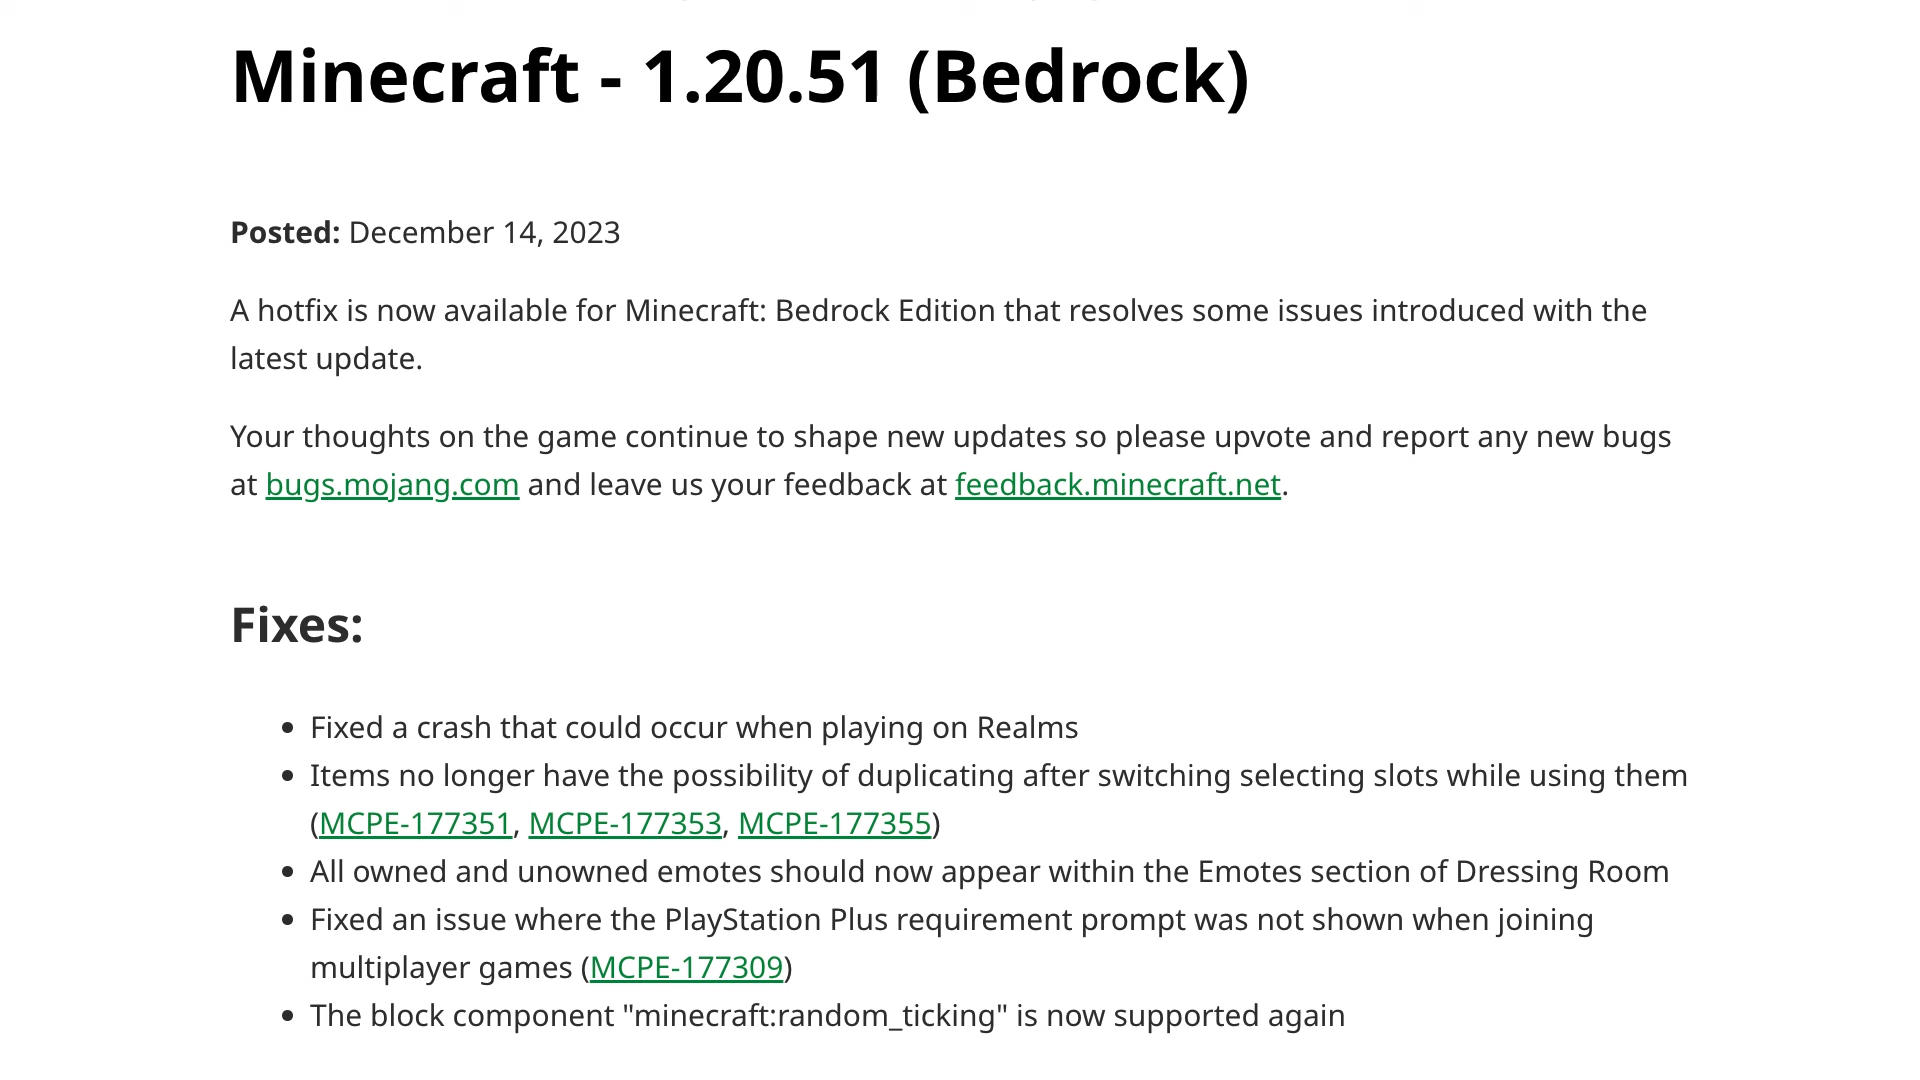 Minecraft - 1.20.51 (Bedrock)
Posted: December 14, 2023
A hotfix is now available for Minecraft: Bedrock Edition that resolves some issues introduced with the
latest update.
Your thoughts on the game continue to shape new updates so please upvote and report any new bugs
at bugs.mojang.com and leave us your feedback at feedback.minecraft.net.
Fixes:
• Fixed a crash that could occur when playing on Realms
• Items no longer have the possibility of duplicating after switching selecting slots while using them
(MCPE-177351, MCPE-177353, MCPE-177355)
• All owned and unowned emotes should now appear within the Emotes section of Dressing Room
• Fixed an issue where the PlayStation Plus requirement prompt was not shown when joining
multiplayer games (MCPE-177309)
• The block component "minecraft:random_ticking" is now supported again